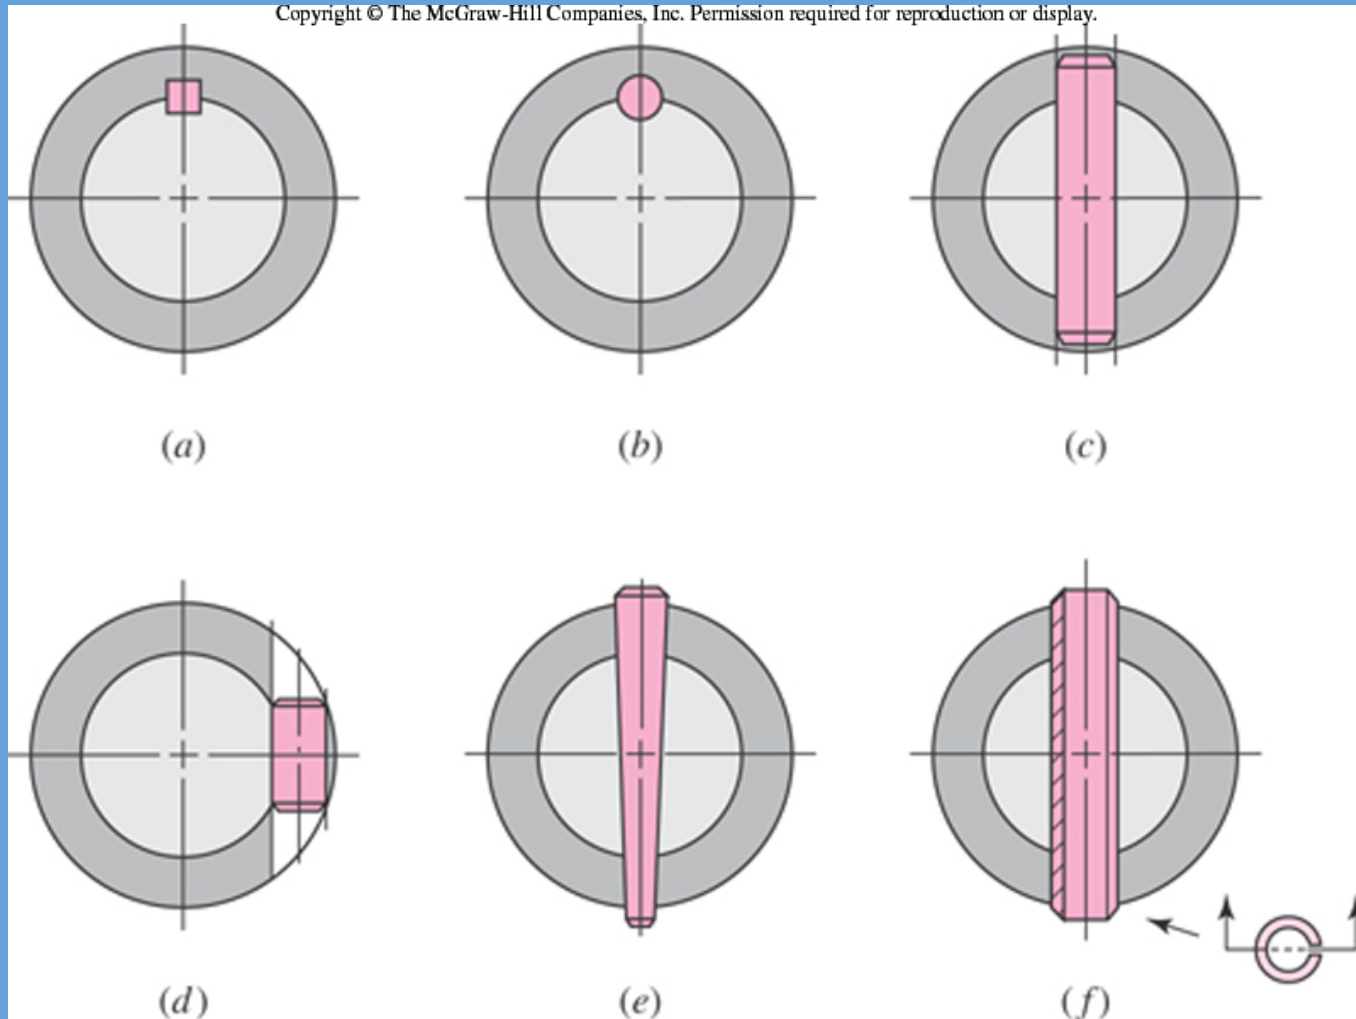 Copyright © The McGraw-Hill Companies, Inc. Permission required for reproduction or display.
(a) (b) (c)
(d) (e) (f)